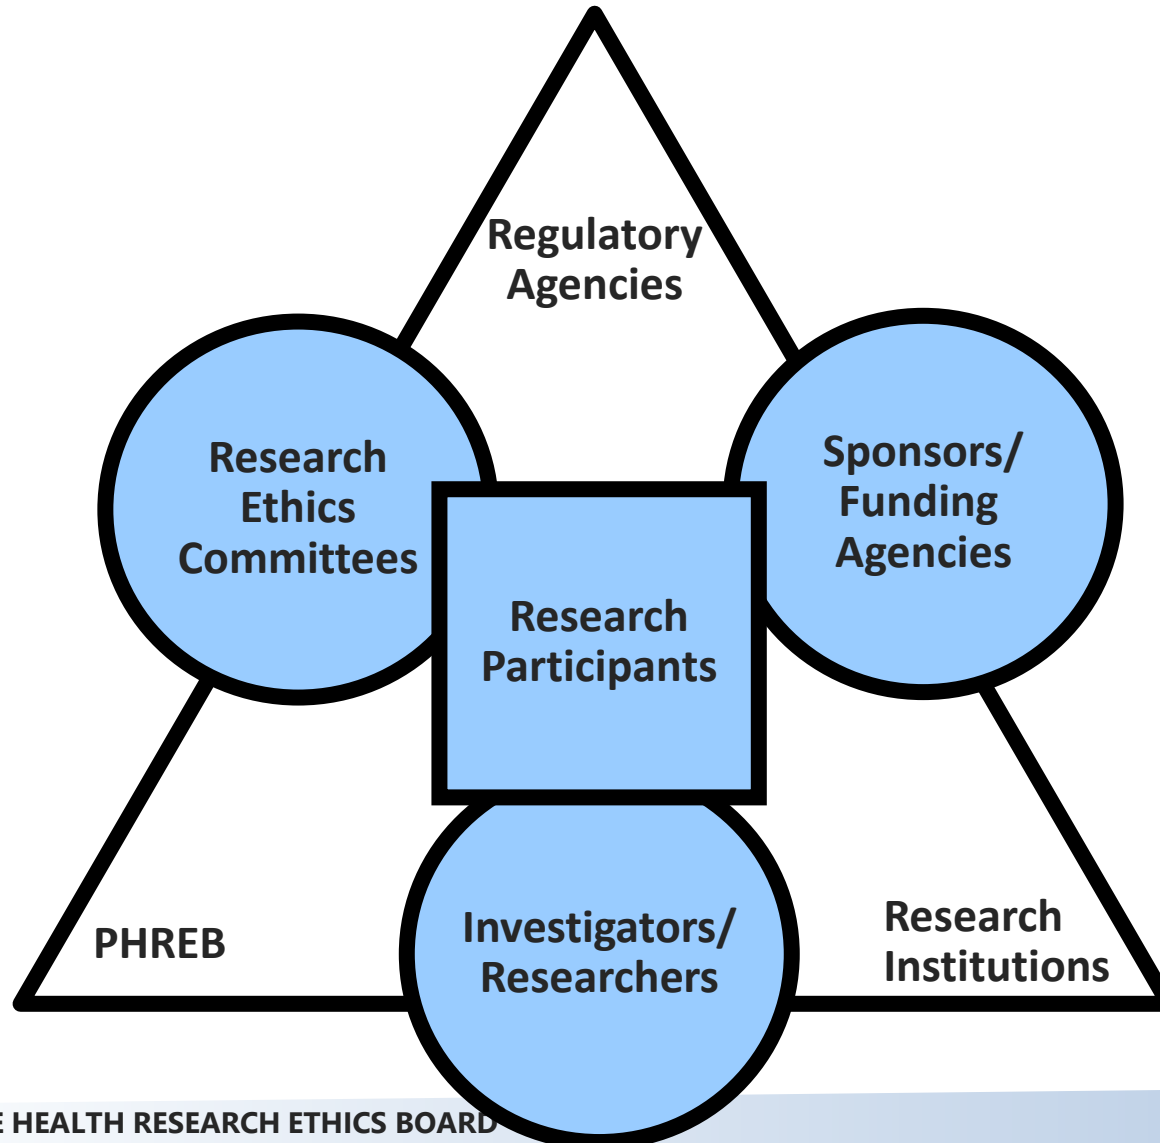 Regulatory
Agencies
Research
Ethics
Committees
Sponsors/
Funding
Agencies
Research
Participants
PHREB
Investigators/
Researchers
Research
Institutions
E HEALTH RESEARCH ETHICS BOARD